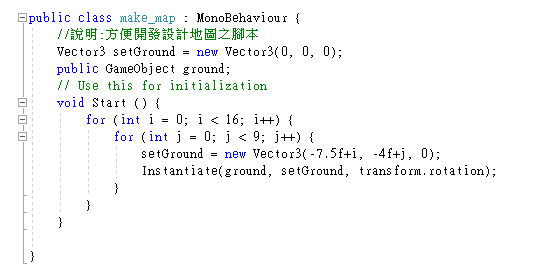 public class make_map : MonoBehaviour {
//說明:方便開發設計地圖之腳本
Vector3 setGround = new Vector3(0, 0, 0);
public GameObject ground;
// Use this for initialization
void Start () {
for (int i = 0; i < 16; i++) {
for (int j = 0; j < 9; j++) {
setGround = new Vector3(-7.5f+i, -4f+j, 0);
Instantiate(ground, setGround, transform.rotation);
}
}
}
}